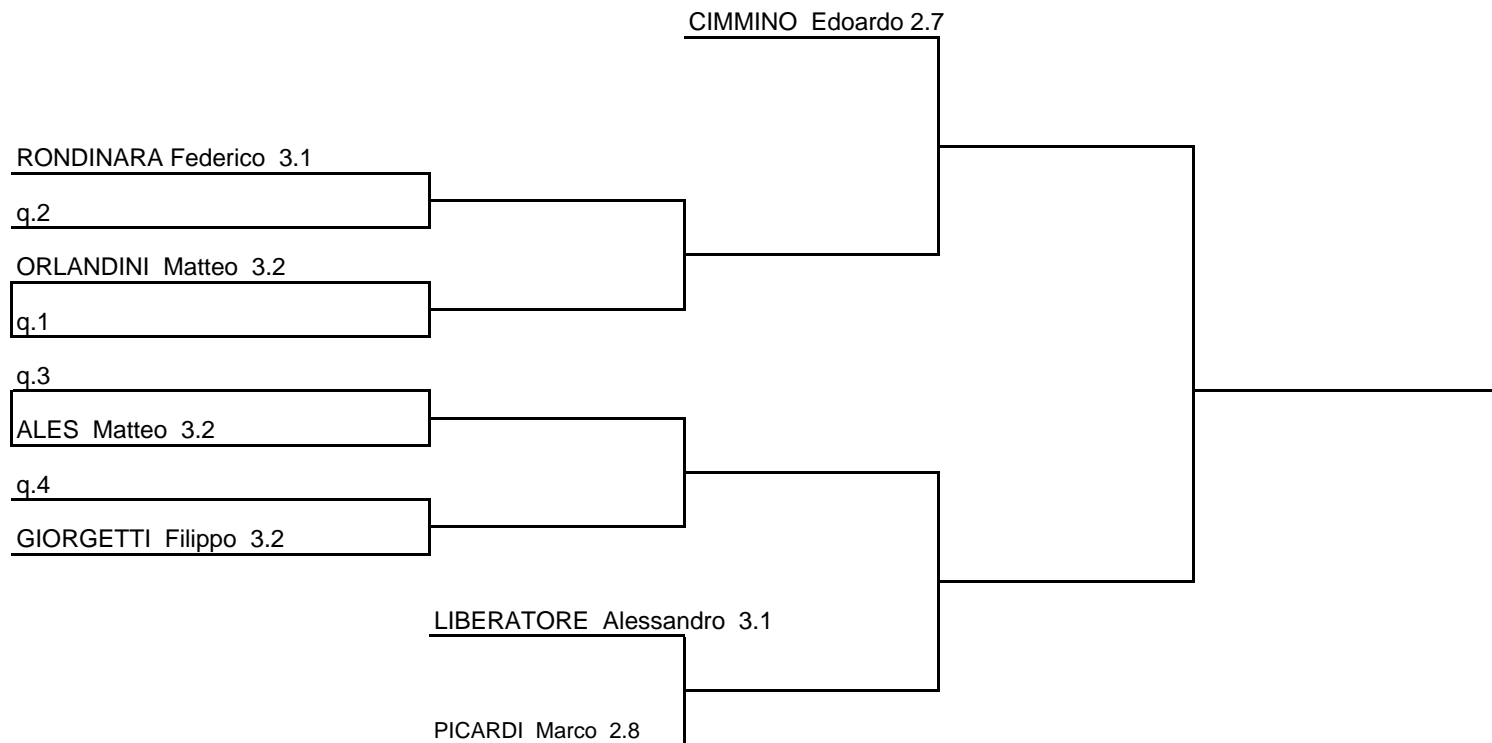 CIMMINO Edoardo 2.7
RONDINARA Federico 3.1
q.2
ORLANDINI Matteo 3.2
q.1
q.3
ALES Matteo 3.2
q.4
GIORGETTI Filippo 3.2
LIBERATORE Alessandro 3.1
PICARDI Marco 2.8